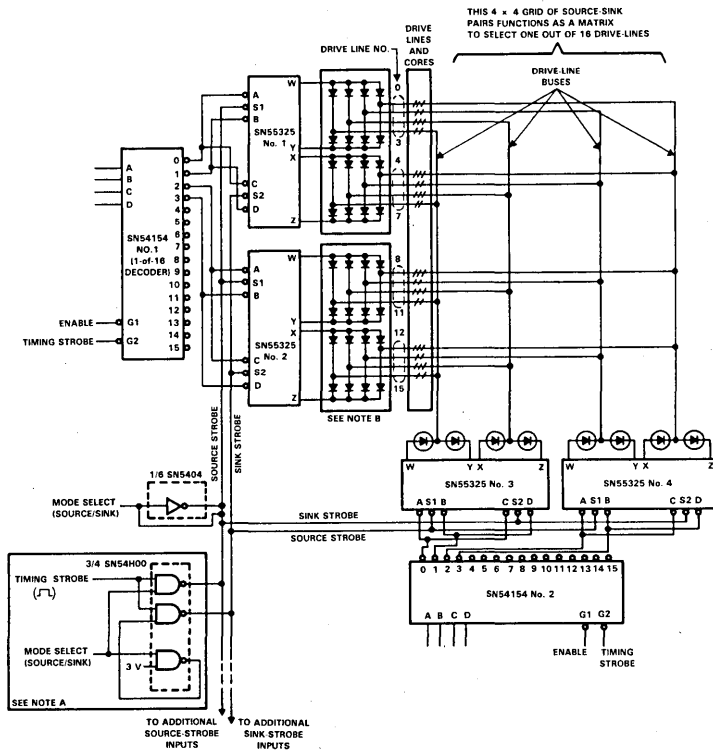 THIS 4 × 4 GRID OF SOURCE-SINK
PAIRS FUNCTIONS AS A MATRIX
TO SELECT ONE OUT OF 16 DRIVE-LINES
DRIVE
LINES
AND
CORES
DRIVE LINE NO.
DRIVE-LINE
BUSES
0
3
4
7
8
11
12
15
W
A
S1
B
SN55325
No. 1
Y
X
C
S2
D
Z
W
A
S1
B
Y
SN55325
No. 2
X
C
S2
D
Z
SEE NOTE B
A
B
C
D
SN54154
NO.1
(1-of-16
DECODER)
0
1
2
3
4
5
6
7
8
9
10
11
12
13
14
15
ENABLE
G1
TIMING STROBE
G2
SOURCE STROBE
SINK STROBE
W Y X Z
SN55325 No. 3
A S1 B C S2 D
W Y X Z
SN55325 No. 4
A S1 B C S2 D
1/6 SN5404
MODE SELECT
(SOURCE/SINK)
SINK STROBE
SOURCE STROBE
0 1 2 3 4 5 6 7 8 9 10 11 12 13 14 15
SN54154 No. 2
A B C D G1 G2
ENABLE
TIMING
STROBE
3/4 SN54H00
TIMING STROBE
MODE SELECT
(SOURCE/SINK)
3 V
SEE NOTE A
TO ADDITIONAL
SOURCE-STROBE
INPUTS
TO ADDITIONAL
SINK-STROBE
INPUTS